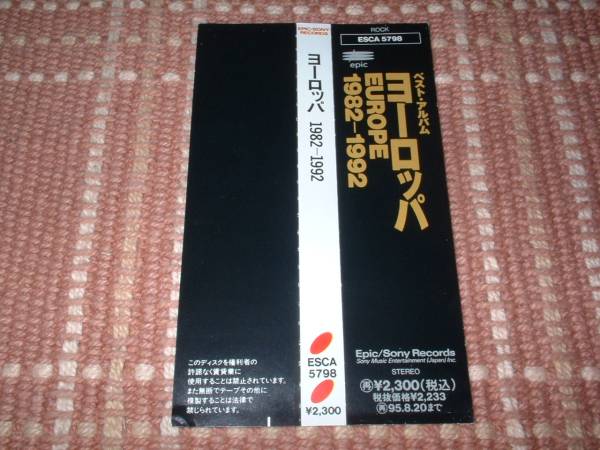 ROCK
ESCA 5798
epic
ベスト・アルバム
ヨーロッパ
EUROPE
1982-1992
Epic/Sony Records
Sony Music Entertainment (Japan) Inc.
STEREO
㊢¥2,300(税込)
税抜価格¥2,233
㊢95.8.20まで
EPIC/SONY
RECORDS
ヨーロッパ 1982-1992
ESCA
5798
¥2,300
このディスクを権利者の
許諾なく賃貸業に
使用することは禁止されています。
また無断でテープその他に
複製することは法律で
禁じられています。